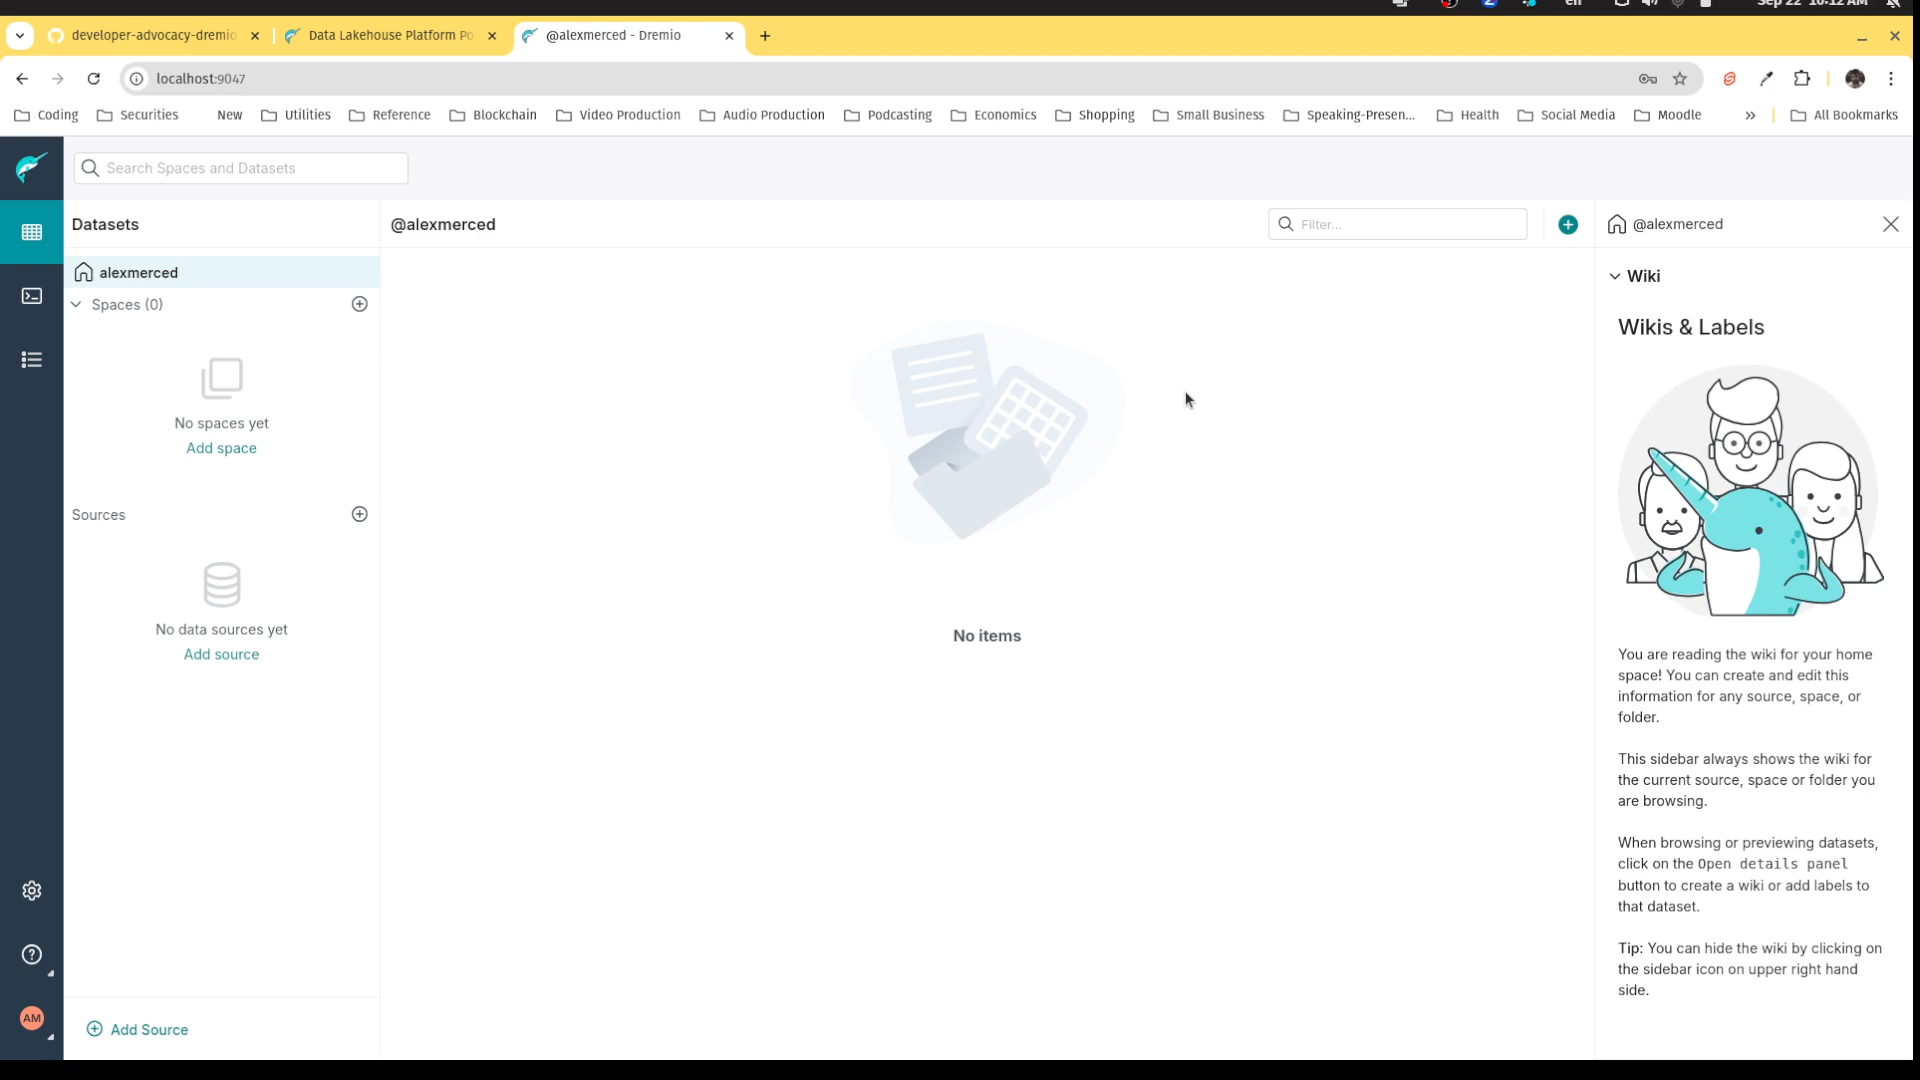 en
Sep 22 10:12 AM
developer-advocacy-dremio
Data Lakehouse Platform Po
@alexmerced - Dremio
localhost:9047
Coding
Securities
New
Utilities
Reference
Blockchain
Video Production
Audio Production
Podcasting
Economics
Shopping
Small Business
Speaking-Presen...
Health
Social Media
Moodle
All Bookmarks
Search Spaces and Datasets
Datasets
@alexmerced
Filter...
@alexmerced
alexmerced
Spaces (0)
No spaces yet
Add space
Sources
No data sources yet
Add source
Add Source
AM
No items
Wiki
Wikis & Labels
You are reading the wiki for your home
space! You can create and edit this
information for any source, space, or
folder.
This sidebar always shows the wiki for
the current source, space or folder you
are browsing.
When browsing or previewing datasets,
click on the Open details panel
button to create a wiki or add labels to
that dataset.
Tip: You can hide the wiki by clicking on
the sidebar icon on upper right hand
side.